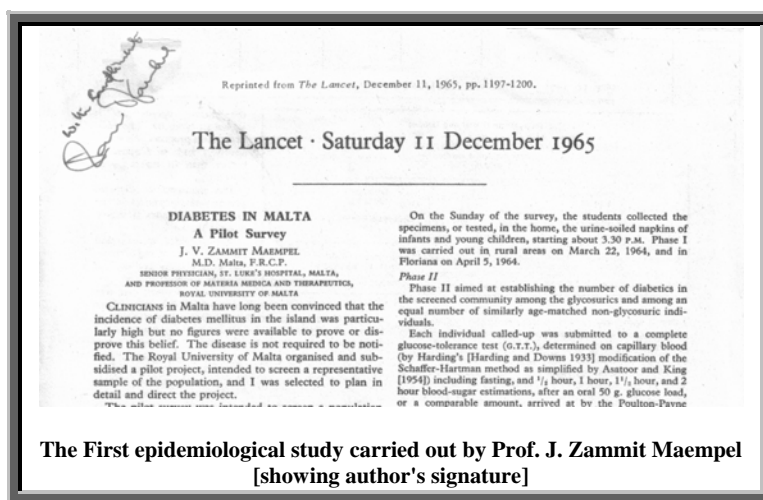 Reprinted from The Lancet, December 11, 1965, pp. 1197-1200.
The Lancet · Saturday 11 December 1965
DIABETES IN MALTA
A Pilot Survey
J. V. ZAMMIT MAEMPEL
M.D. Malta, F.R.C.P.
SENIOR PHYSICIAN, ST. LUKE'S HOSPITAL, MALTA,
AND PROFESSOR OF MATERIA MEDICA AND THERAPEUTICS,
ROYAL UNIVERSITY OF MALTA
CLINICIANS in Malta have long been convinced that the
incidence of diabetes mellitus in the island was particu-
larly high but no figures were available to prove or dis-
prove this belief. The disease is not required to be noti-
fied. The Royal University of Malta organised and sub-
sidised a pilot project, intended to screen a representative
sample of the population, and I was selected to plan in
detail and direct the project.
The pilot survey was intended to screen a population
On the Sunday of the survey, the students collected the
specimens, or tested, in the home, the urine-soiled napkins of
infants and young children, starting about 3.30 P.M. Phase I
was carried out in rural areas on March 22, 1964, and in
Floriana on April 5, 1964.
Phase II
Phase II aimed at establishing the number of diabetics in
the screened community among the glycosurics and among an
equal number of similarly age-matched non-glycosuric indi-
viduals.
Each individual called-up was submitted to a complete
glucose-tolerance test (G.T.T.), determined on capillary blood
(by Harding's [Harding and Downs 1933] modification of the
Schaffer-Hartman method as simplified by Asatoor and King
[1954]) including fasting, and 1/2 hour, 1 hour, 1 1/2 hour, and 2
hour blood-sugar estimations, after an oral 50 g. glucose load,
or a comparable amount, arrived at by the Poulton-Payne
The First epidemiological study carried out by Prof. J. Zammit Maempel
[showing author's signature]